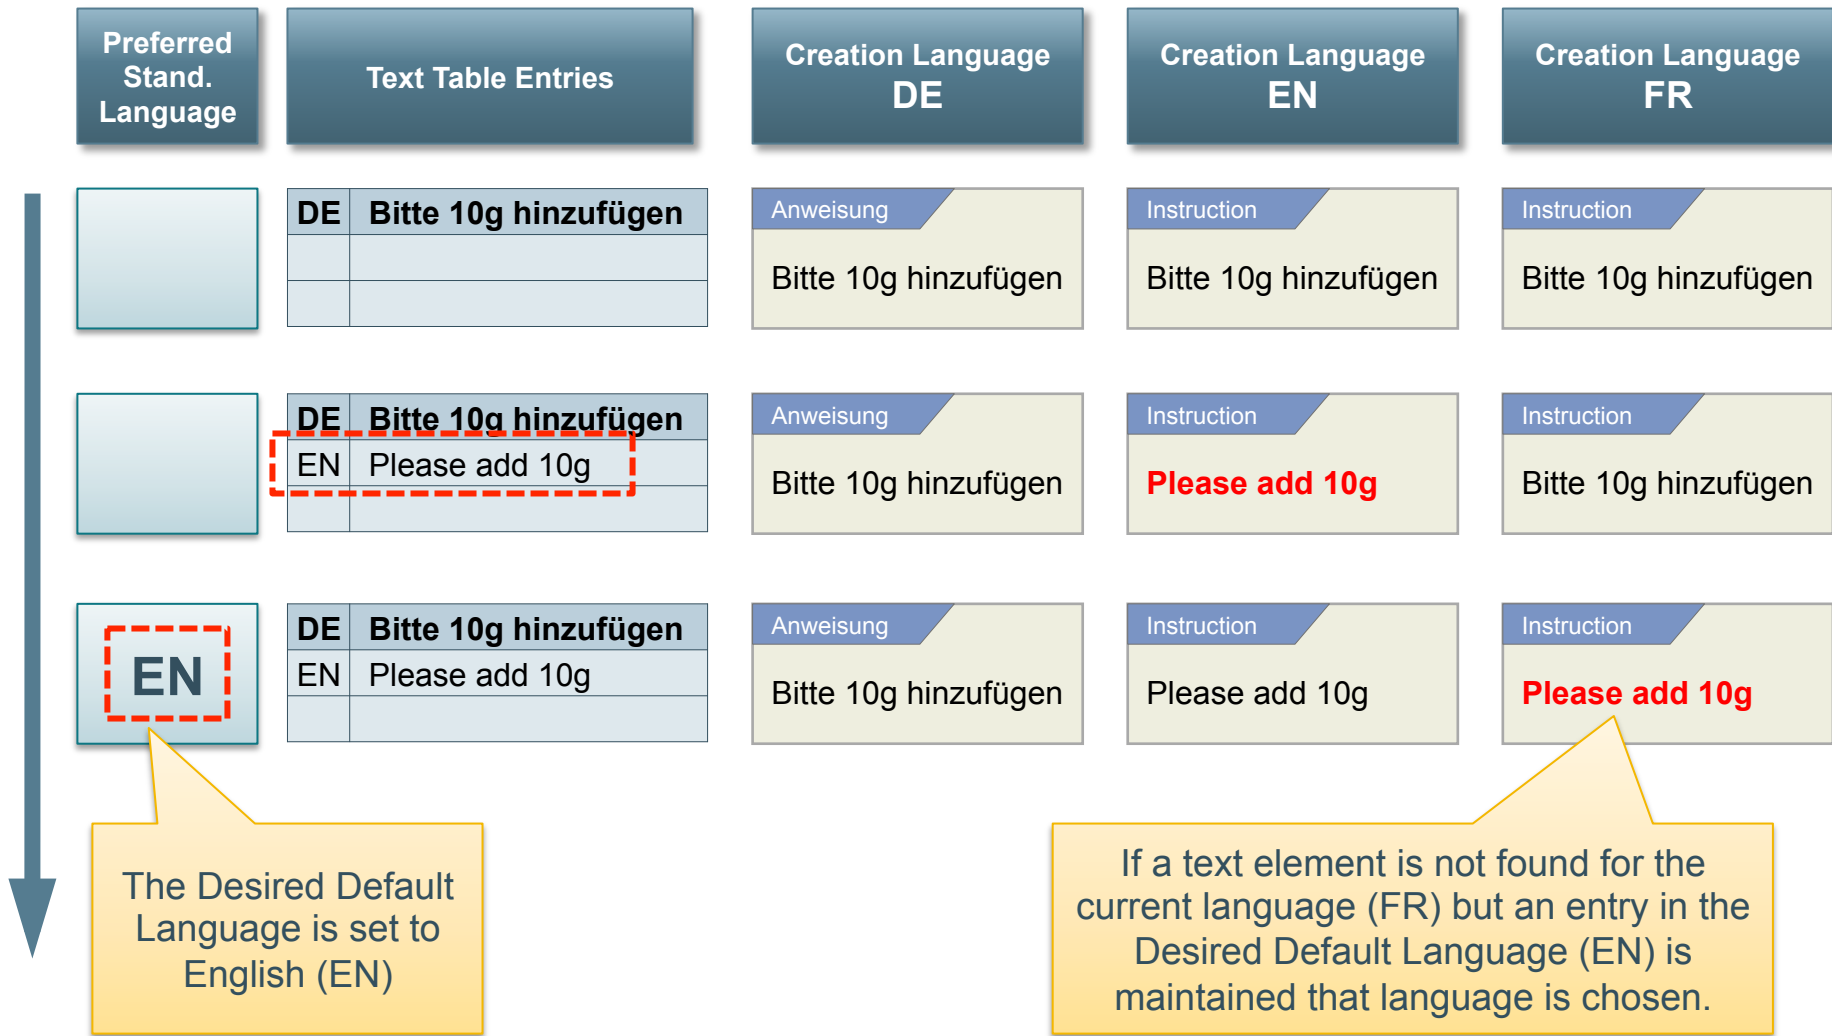 Preferred
Stand.
Language
Text Table Entries
Creation Language
DE
Creation Language
EN
Creation Language
FR
DE Bitte 10g hinzufügen
Anweisung
Bitte 10g hinzufügen
Instruction
Bitte 10g hinzufügen
Instruction
Bitte 10g hinzufügen
DE Bitte 10g hinzufügen
EN Please add 10g
Anweisung
Bitte 10g hinzufügen
Instruction
Please add 10g
Instruction
Bitte 10g hinzufügen
EN
DE Bitte 10g hinzufügen
EN Please add 10g
Anweisung
Bitte 10g hinzufügen
Instruction
Please add 10g
Instruction
Please add 10g
The Desired Default
Language is set to
English (EN)
If a text element is not found for the
current language (FR) but an entry in the
Desired Default Language (EN) is
maintained that language is chosen.